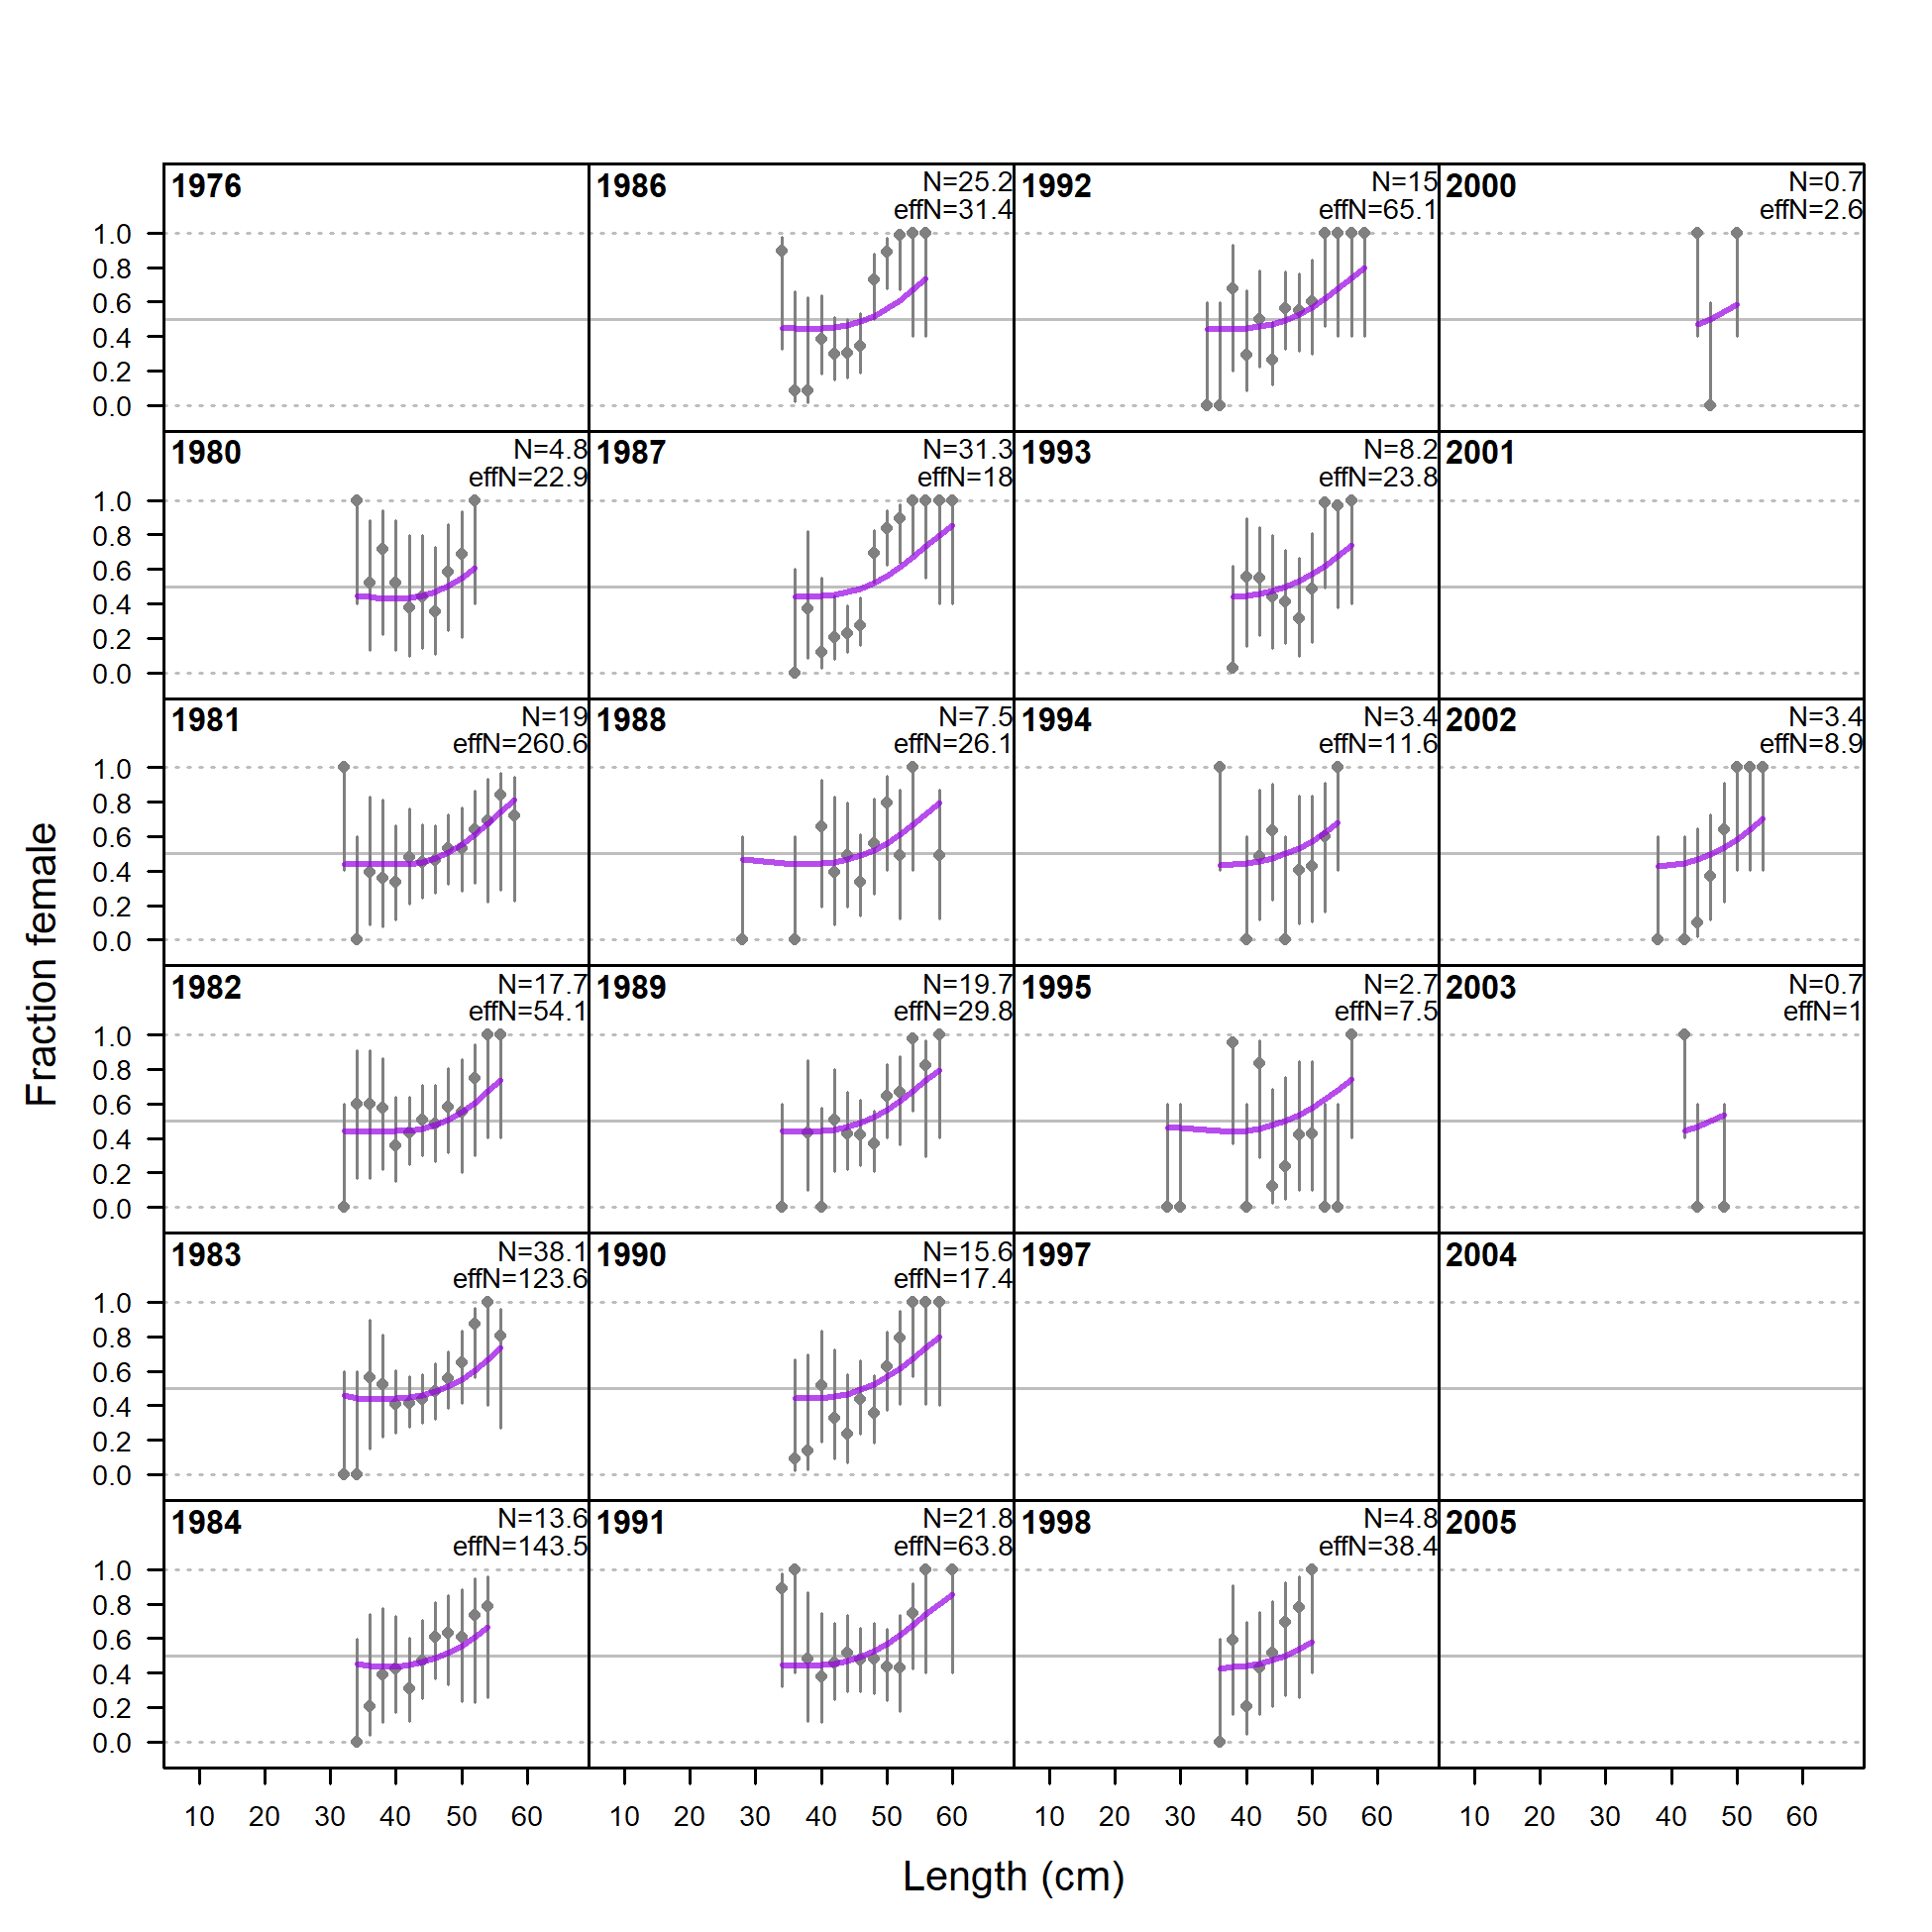 1976
1986
N=25.2
effN=31.4
1992
N=15
effN=65.1
2000
N=0.7
effN=2.6
1.0
0.8
0.6
0.4
0.2
0.0
1980
N=4.8
effN=22.9
1987
N=31.3
effN=18
1993
N=8.2
effN=23.8
2001
1.0
0.8
0.6
0.4
0.2
0.0
1981
N=19
effN=260.6
1988
N=7.5
effN=26.1
1994
N=3.4
effN=11.6
2002
N=3.4
effN=8.9
1.0
0.8
0.6
0.4
0.2
0.0
1982
N=17.7
effN=54.1
1989
N=19.7
effN=29.8
1995
N=2.7
effN=7.5
2003
N=0.7
effN=1
1.0
0.8
0.6
0.4
0.2
0.0
1983
N=38.1
effN=123.6
1990
N=15.6
effN=17.4
1997
2004
1.0
0.8
0.6
0.4
0.2
0.0
1984
N=13.6
effN=143.5
1991
N=21.8
effN=63.8
1998
N=4.8
effN=38.4
2005
1.0
0.8
0.6
0.4
0.2
0.0
10 20 30 40 50 60 10 20 30 40 50 60 10 20 30 40 50 60 10 20 30 40 50 60
Length (cm)
Fraction female